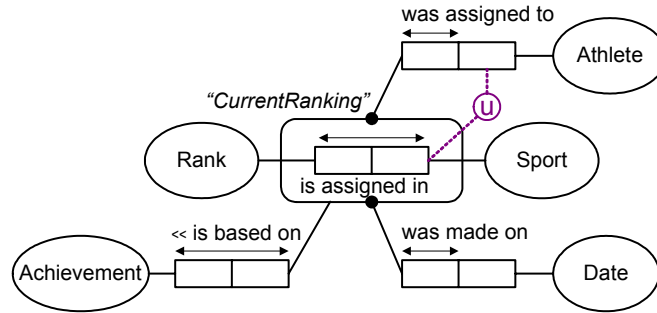 was assigned to
Athlete
“CurrentRanking”
u
Rank
Sport
is assigned in
<< is based on
was made on
Achievement
Date